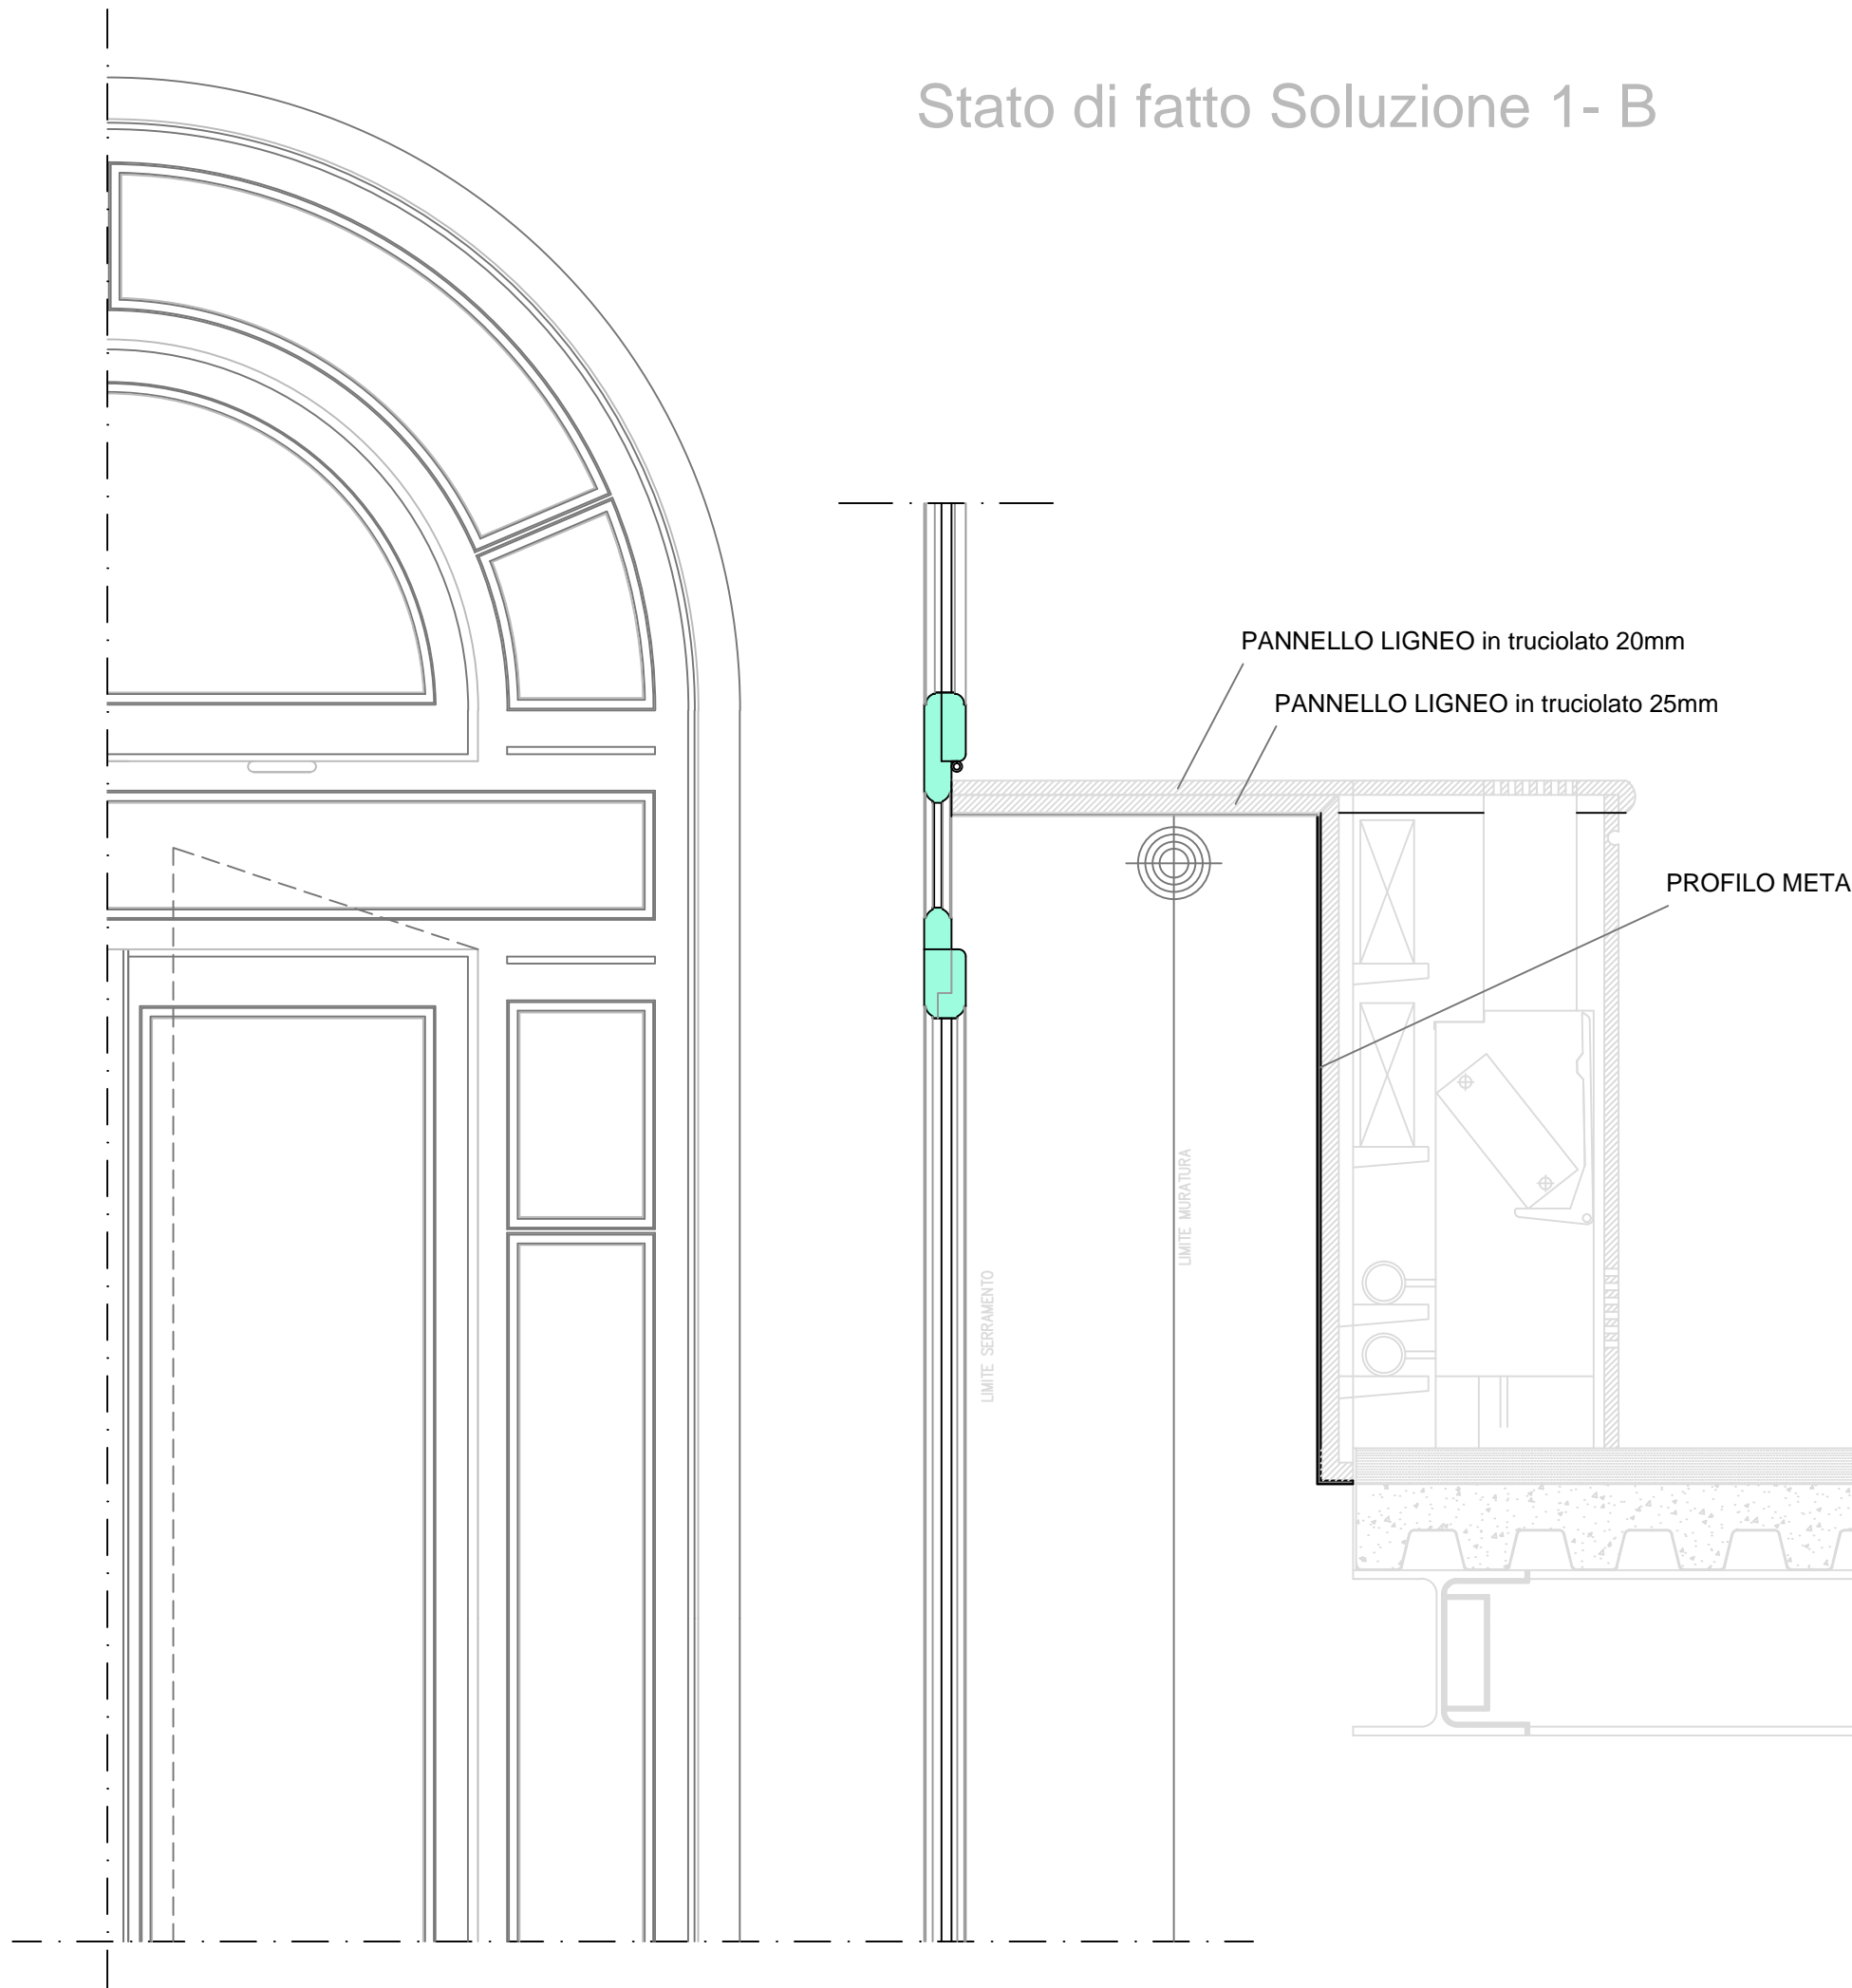 Stato di fatto Soluzione 1- B
PANNELLO LIGNEO in truciolato 20mm
PANNELLO LIGNEO in truciolato 25mm
PROFILO META
LIMITE MURATURA
LIMITE SERRAMENTO